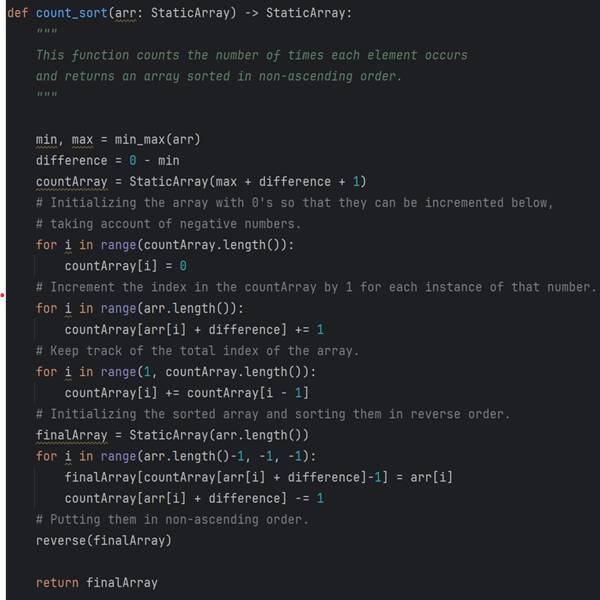 def count_sort(arr: StaticArray) -> StaticArray:
"""
This function counts the number of times each element occurs
and returns an array sorted in non-ascending order.
"""
min, max = min_max(arr)
difference = 0 - min
countArray = StaticArray(max + difference + 1)
# Initializing the array with 0's so that they can be incremented below,
# taking account of negative numbers.
for i in range(countArray.length()):
countArray[i] = 0
# Increment the index in the countArray by 1 for each instance of that number.
for i in range(arr.length()):
countArray[arr[i] + difference] += 1
# Keep track of the total index of the array.
for i in range(1, countArray.length()):
countArray[i] += countArray[i - 1]
# Initializing the sorted array and sorting them in reverse order.
finalArray = StaticArray(arr.length())
for i in range(arr.length()-1, -1, -1):
finalArray[countArray[arr[i] + difference]-1] = arr[i]
countArray[arr[i] + difference] -= 1
# Putting them in non-ascending order.
reverse(finalArray)
return finalArray